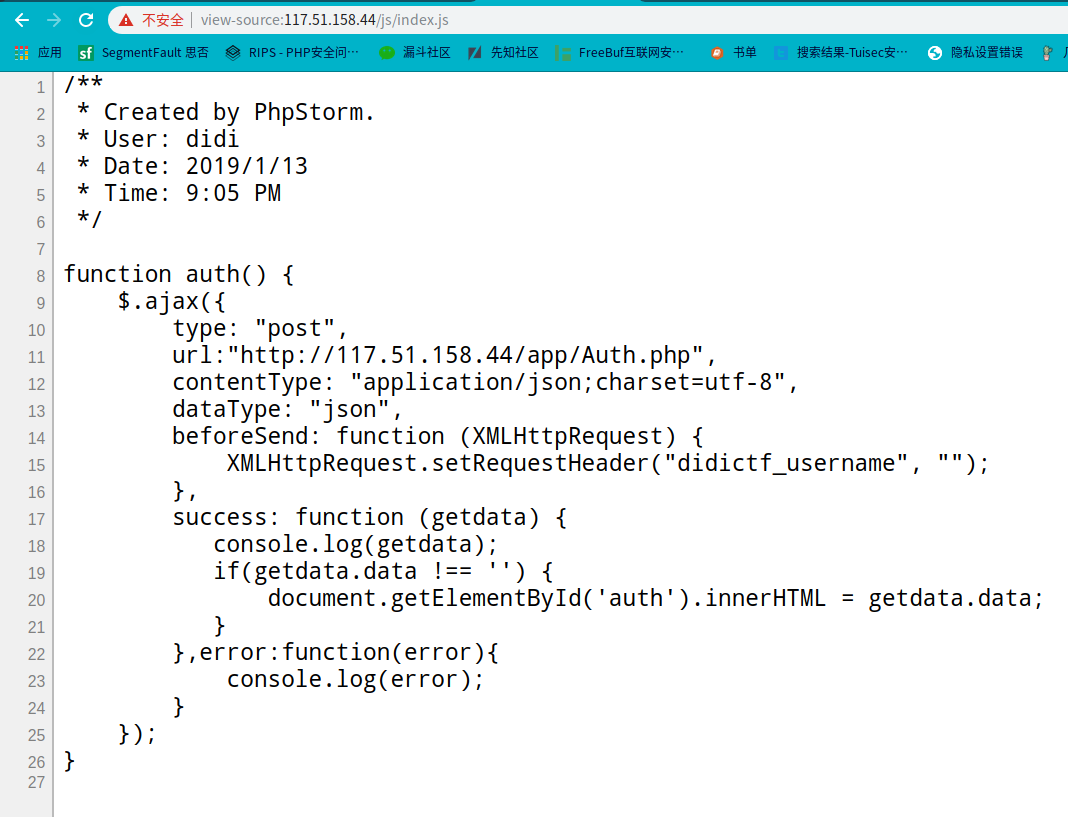 不安全 view-source:117.51.158.44/js/index.js
应用 SegmentFault 思否 RIPS - PHP安全问… 漏斗社区 先知社区 FreeBuf互联网安… 书单 搜索结果-Tuisec安… 隐私设置错误
1 /**
2  * Created by PhpStorm.
3  * User: didi
4  * Date: 2019/1/13
5  * Time: 9:05 PM
6  */
7
8 function auth() {
9     $.ajax({
10         type: "post",
11         url:"http://117.51.158.44/app/Auth.php",
12         contentType: "application/json;charset=utf-8",
13         dataType: "json",
14         beforeSend: function (XMLHttpRequest) {
15             XMLHttpRequest.setRequestHeader("didictf_username", "");
16         },
17         success: function (getdata) {
18            console.log(getdata);
19            if(getdata.data !== '') {
20                document.getElementById('auth').innerHTML = getdata.data;
21            }
22         },error:function(error){
23             console.log(error);
24         }
25     });
26 }
27